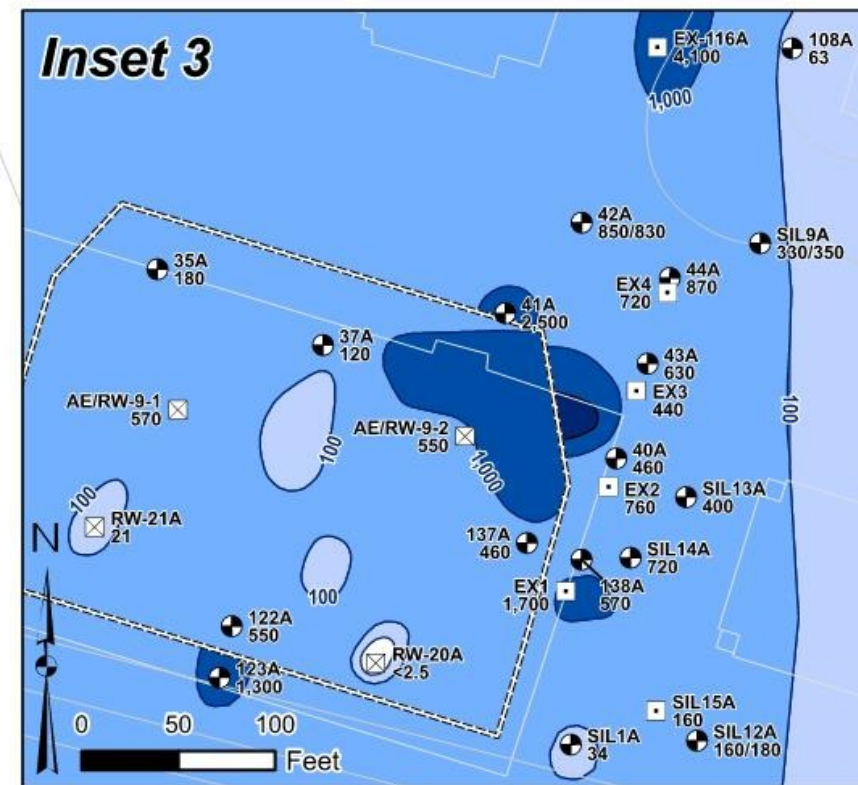 Inset 3
EX-116A
4,100
108A
63
1,000
42A
850/830
SIL9A
330/350
35A
180
44A
870
EX4
720
41A
2,500
37A
120
43A
630
EX3
440
AE/RW-9-1
570
AE/RW-9-2
550
100
100
1,000
40A
460
EX2
760
SIL13A
400
100
RW-21A
21
N
137A
460
SIL14A
720
EX1
1,700
138A
570
100
122A
550
RW-20A
<2.5
123A
1,300
SIL15A
160
SIL1A
34
SIL12A
160/180
0 50 100
Feet